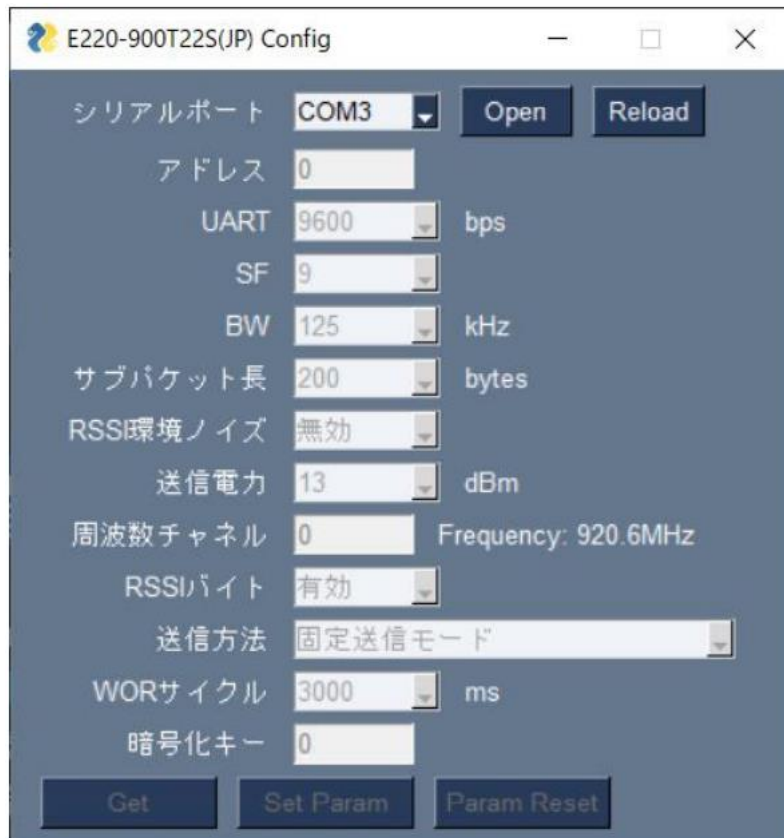 E220-900T22S(JP) Config
シリアルポート COM3 Open Reload
アドレス 0
UART 9600 bps
SF 9
BW 125 kHz
サブパケット長 200 bytes
RSSI環境ノイズ 無効
送信電力 13 dBm
周波数チャネル 0 Frequency: 920.6MHz
RSSIバイト 有効
送信方法 固定送信モード
WORサイクル 3000 ms
暗号化キー 0
Get Set Param Param Reset